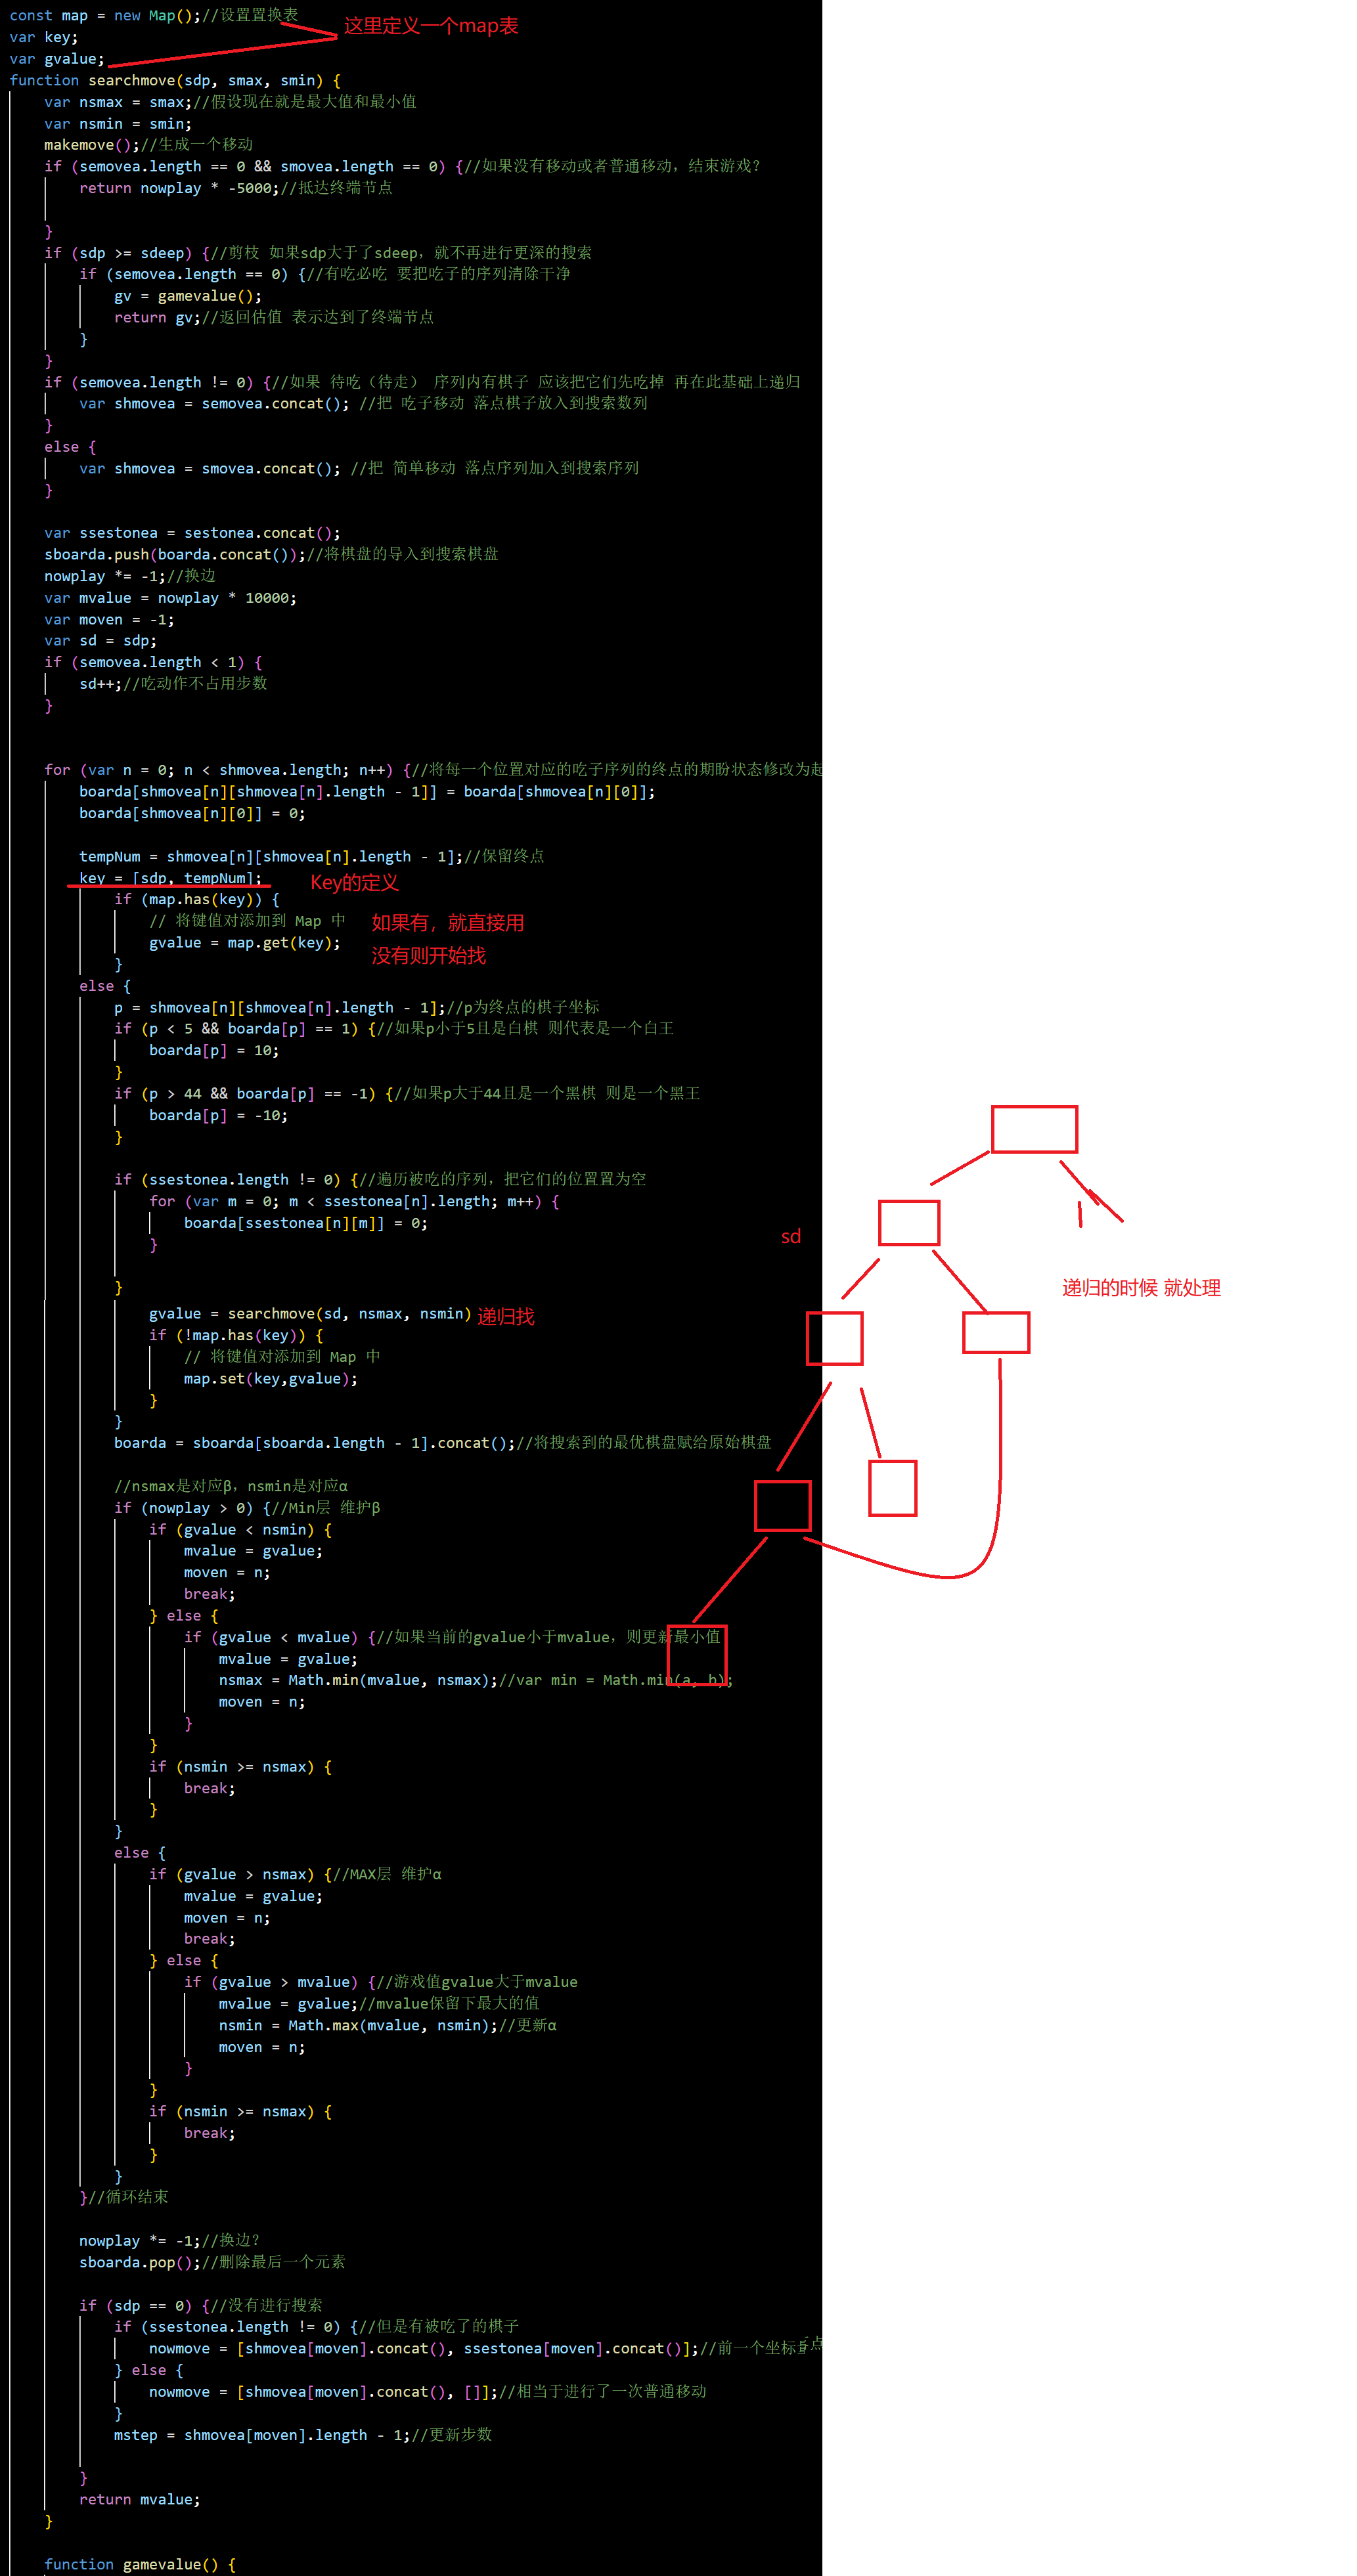 const map = new Map();//设置置换表
这里定义一个map表
var key;
var gvalue;
function searchmove(sdp, smax, smin) {
var nsmax = smax;//假设现在就是最大值和最小值
var nsmin = smin;
makemove();//生成一个移动
if (semovea.length == 0 && smovea.length == 0) {//如果没有移动或者普通移动，结束游戏？
return nowplay * -5000;//抵达终端节点
}
if (sdp >= sdeep) {//剪枝 如果sdp大于了sdeep，就不再进行更深的搜索
if (semovea.length == 0) {//有吃必吃 要把吃子的序列清除干净
gv = gamevalue();
return gv;//返回估值 表示达到了终端节点
}
}
if (semovea.length != 0) {//如果 待吃（待走） 序列内有棋子 应该把它们先吃掉 再在此基础上递归
var shmovea = semovea.concat(); //把 吃子移动 落点棋子放入到搜索数列
}
else {
var shmovea = smovea.concat(); //把 简单移动 落点序列加入到搜索序列
}
var ssestonea = sestonea.concat();
sboarda.push(boarda.concat());//将棋盘的导入到搜索棋盘
nowplay *= -1;//换边
var mvalue = nowplay * 10000;
var moven = -1;
var sd = sdp;
if (semovea.length < 1) {
sd++;//吃动作不占用步数
}
for (var n = 0; n < shmovea.length; n++) {//将每一个位置对应的吃子序列的终点的期盼状态修改为起
boarda[shmovea[n][shmovea[n].length - 1]] = boarda[shmovea[n][0]];
boarda[shmovea[n][0]] = 0;
tempNum = shmovea[n][shmovea[n].length - 1];//保留终点
key = [sdp, tempNum];
Key的定义
if (map.has(key)) {
// 将键值对添加到 Map 中
如果有，就直接用
gvalue = map.get(key);
没有则开始找
}
else {
p = shmovea[n][shmovea[n].length - 1];//p为终点的棋子坐标
if (p < 5 && boarda[p] == 1) {//如果p小于5且是白棋 则代表是一个白王
boarda[p] = 10;
}
if (p > 44 && boarda[p] == -1) {//如果p大于44且是一个黑棋 则是一个黑王
boarda[p] = -10;
}
if (ssestonea.length != 0) {//遍历被吃的序列，把它们的位置置为空
for (var m = 0; m < ssestonea[n].length; m++) {
boarda[ssestonea[n][m]] = 0;
}
sd
}
递归的时候 就处理
gvalue = searchmove(sd, nsmax, nsmin)
递归找
if (!map.has(key)) {
// 将键值对添加到 Map 中
map.set(key,gvalue);
}
}
boarda = sboarda[sboarda.length - 1].concat();//将搜索到的最优棋盘赋给原始棋盘
//nsmax是对应β，nsmin是对应α
if (nowplay > 0) {//Min层 维护β
if (gvalue < nsmin) {
mvalue = gvalue;
moven = n;
break;
} else {
if (gvalue < mvalue) {//如果当前的gvalue小于mvalue，则更新最小值
mvalue = gvalue;
nsmax = Math.min(mvalue, nsmax);//var min = Math.min(a, b);
moven = n;
}
}
if (nsmin >= nsmax) {
break;
}
}
else {
if (gvalue > nsmax) {//MAX层 维护α
mvalue = gvalue;
moven = n;
break;
} else {
if (gvalue > mvalue) {//游戏值gvalue大于mvalue
mvalue = gvalue;//mvalue保留下最大的值
nsmin = Math.max(mvalue, nsmin);//更新α
moven = n;
}
}
if (nsmin >= nsmax) {
break;
}
}
}//循环结束
nowplay *= -1;//换边？
sboarda.pop();//删除最后一个元素
if (sdp == 0) {//没有进行搜索
if (ssestonea.length != 0) {//但是有被吃了的棋子
nowmove = [shmovea[moven].concat(), ssestonea[moven].concat()];//前一个坐标
} else {
nowmove = [shmovea[moven].concat(), []];//相当于进行了一次普通移动
}
mstep = shmovea[moven].length - 1;//更新步数
}
return mvalue;
}
function gamevalue() {